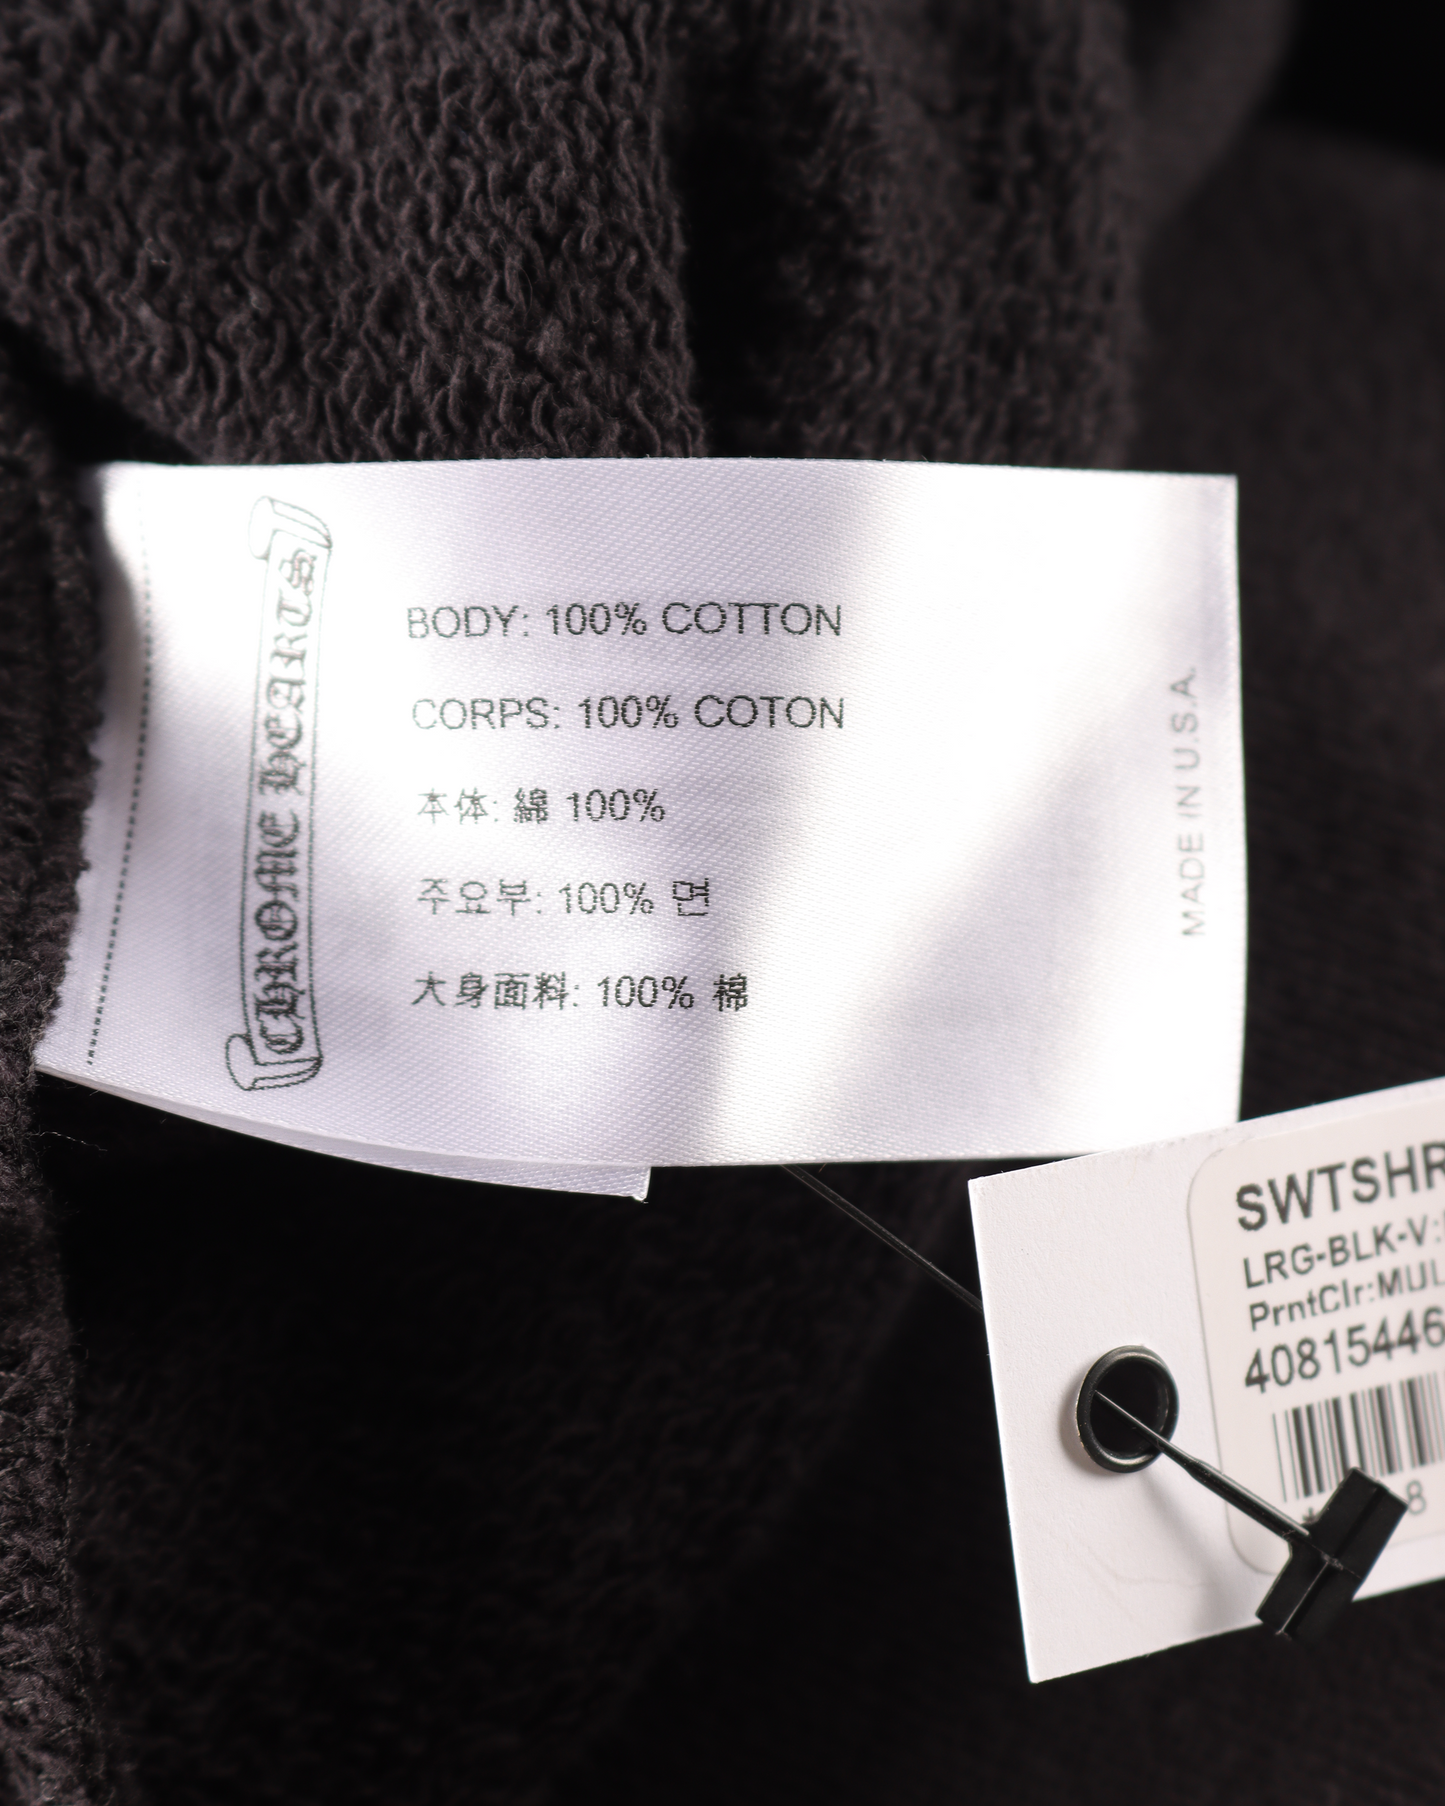 CHROME HEARTS
BODY: 100% COTTON
CORPS: 100% COTON
本体: 綿 100%
주요부: 100% 면
大身面料: 100% 棉
MADE IN U.S.A.
SWTSHR
LRG-BLK-V:
PrntClr:MUL
40815446
8